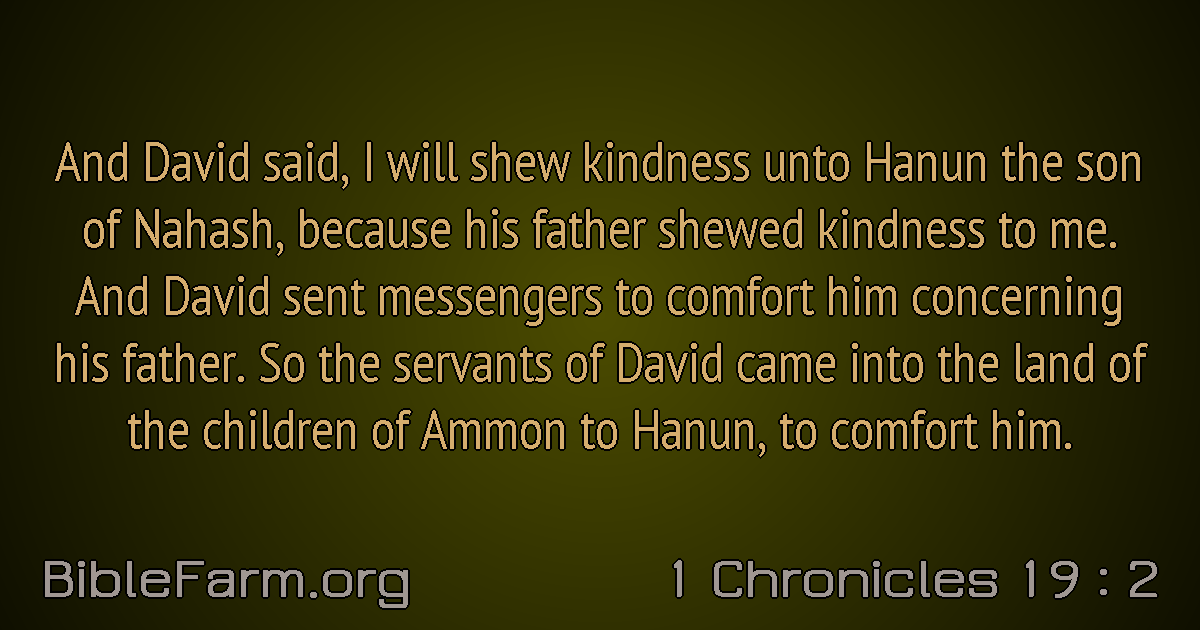 And David said, I will shew kindness unto Hanun the son
of Nahash, because his father shewed kindness to me.
And David sent messengers to comfort him concerning
his father. So the servants of David came into the land of
the children of Ammon to Hanun, to comfort him.
BibleFarm.org
1 Chronicles 19 : 2